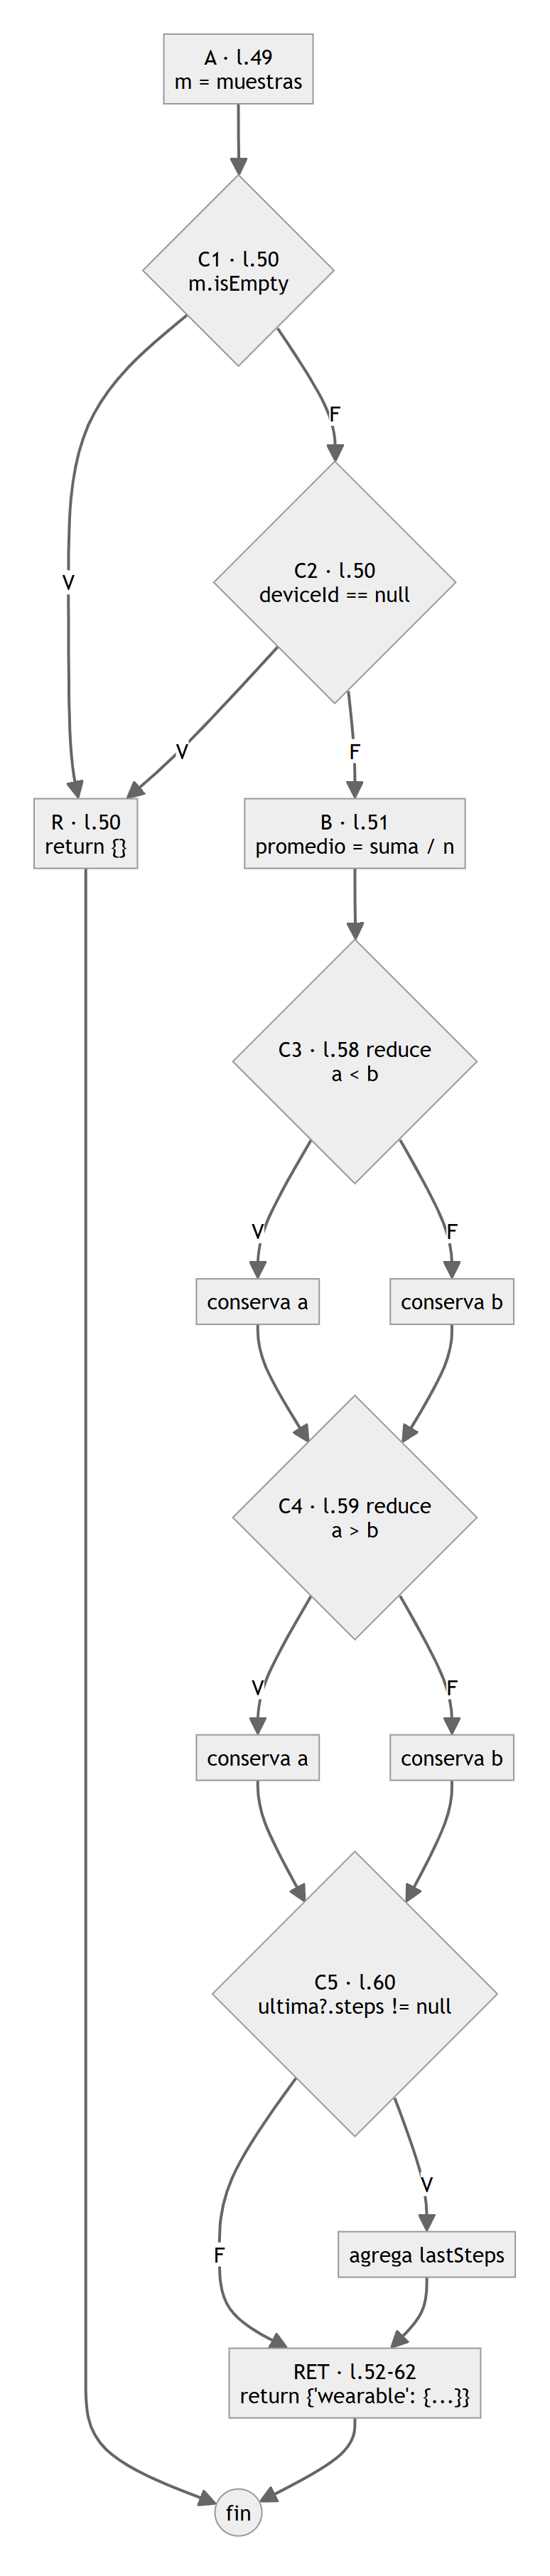 A · l.49
m = muestras
C1 · l.50
m.isEmpty
F
C2 · l.50
deviceId == null
V
V
F
R · l.50
return {}
B · l.51
promedio = suma / n
C3 · l.58 reduce
a < b
V
F
conserva a
conserva b
C4 · l.59 reduce
a > b
V
F
conserva a
conserva b
C5 · l.60
ultima?.steps != null
V
F
agrega lastSteps
RET · l.52-62
return {'wearable': {...}}
fin